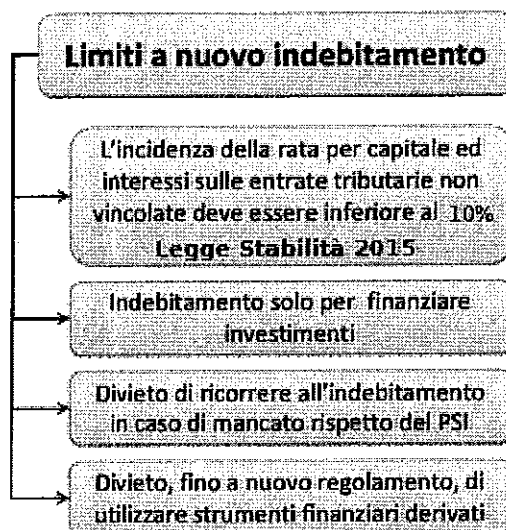 Limiti a nuovo indebitamento
L'incidenza della rata per capitale ed
interessi sulle entrate tributarie non
vincolate deve essere inferiore al 10%
Legge Stabilità 2015
Indebitamento solo per finanziare
investimenti
Divieto di ricorrere all'indebitamento
in caso di mancato rispetto del PSI
Divieto, fino a nuovo regolamento, di
utilizzare strumenti finanziari derivati